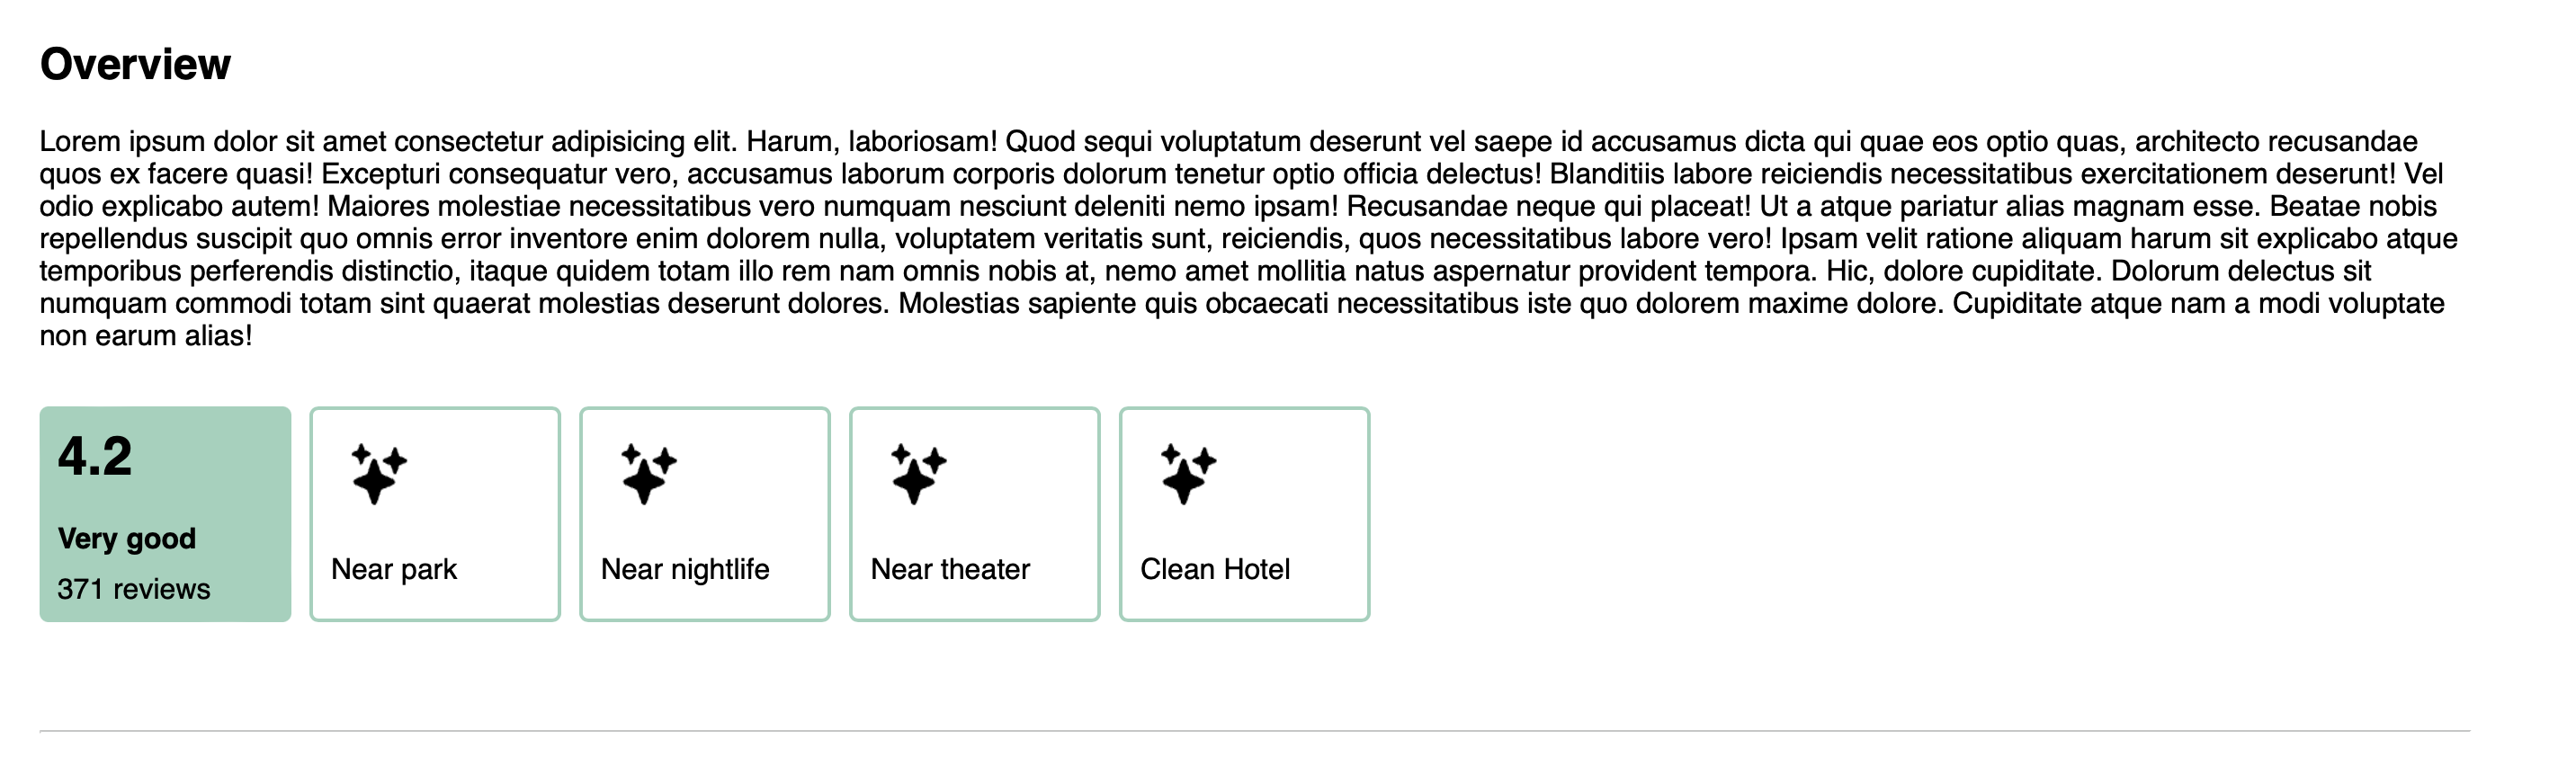 Overview
Lorem ipsum dolor sit amet consectetur adipisicing elit. Harum, laboriosam! Quod sequi voluptatum deserunt vel saepe id accusamus dicta qui quae eos optio quas, architecto recusandae
quos ex facere quasi! Excepturi consequatur vero, accusamus laborum corporis dolorum tenetur optio officia delectus! Blanditiis labore reiciendis necessitatibus exercitationem deserunt! Vel
odio explicabo autem! Maiores molestiae necessitatibus vero numquam nesciunt deleniti nemo ipsam! Recusandae neque qui placeat! Ut a atque pariatur alias magnam esse. Beatae nobis
repellendus suscipit quo omnis error inventore enim dolorem nulla, voluptatem veritatis sunt, reiciendis, quos necessitatibus labore vero! Ipsam velit ratione aliquam harum sit explicabo atque
temporibus perferendis distinctio, itaque quidem totam illo rem nam omnis nobis at, nemo amet mollitia natus aspernatur provident tempora. Hic, dolore cupiditate. Dolorum delectus sit
numquam commodi totam sint quaerat molestias deserunt dolores. Molestias sapiente quis obcaecati necessitatibus iste quo dolorem maxime dolore. Cupiditate atque nam a modi voluptate
non earum alias!
4.2
Very good
371 reviews
Near park
Near nightlife
Near theater
Clean Hotel